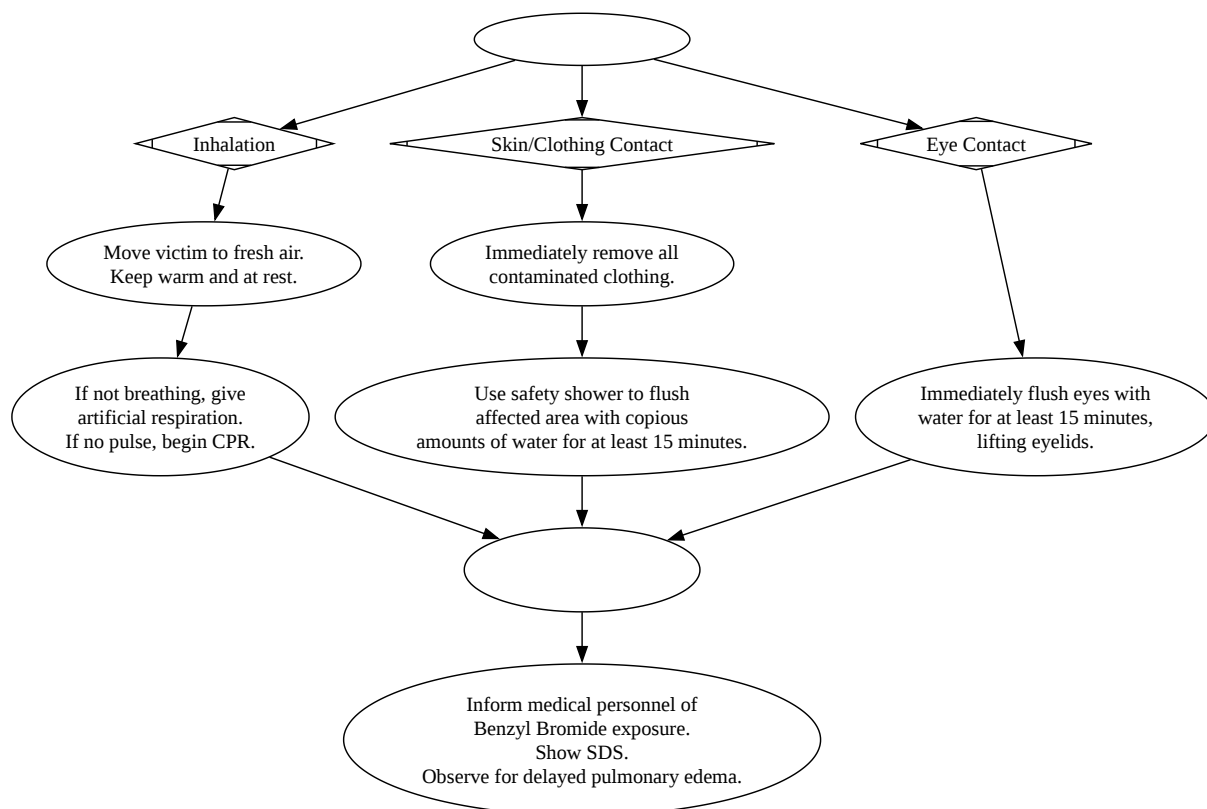 Inhalation
Skin/Clothing Contact
Eye Contact
Move victim to fresh air.
Keep warm and at rest.
Immediately remove all
contaminated clothing.
If not breathing, give
artificial respiration.
If no pulse, begin CPR.
Use safety shower to flush
affected area with copious
amounts of water for at least 15 minutes.
Immediately flush eyes with
water for at least 15 minutes,
lifting eyelids.
Inform medical personnel of
Benzyl Bromide exposure.
Show SDS.
Observe for delayed pulmonary edema.